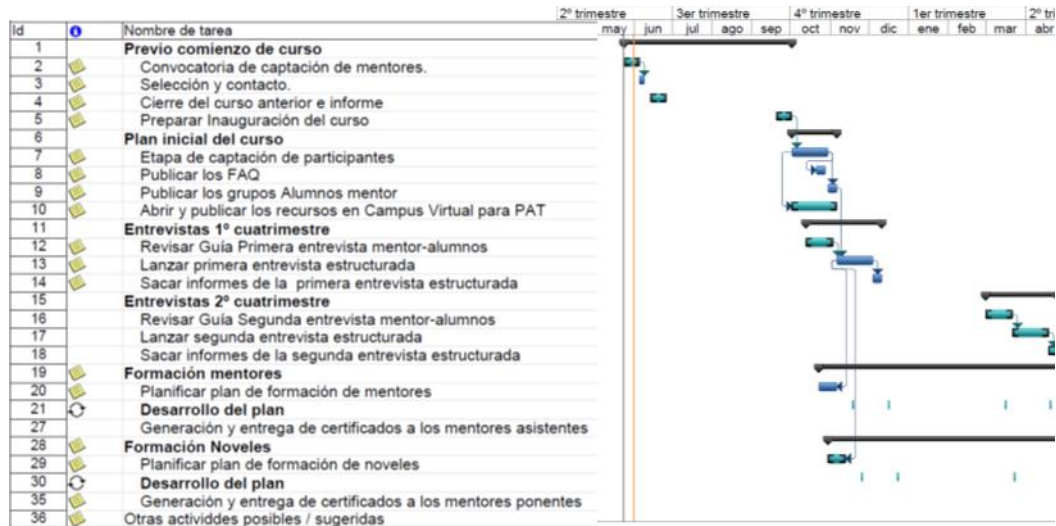 2º trimestre 3er trimestre 4º trimestre 1er trimestre 2º tri
Id Nombre de tarea may jun jul ago sep oct nov dic ene feb mar abr
1 Previo comienzo de curso
2 Convocatoria de captación de mentores.
3 Selección y contacto.
4 Cierre del curso anterior e informe
5 Preparar Inauguración del curso
6 Plan inicial del curso
7 Etapa de captación de participantes
8 Publicar los FAQ
9 Publicar los grupos Alumnos mentor
10 Abrir y publicar los recursos en Campus Virtual para PAT
11 Entrevistas 1º cuatrimestre
12 Revisar Guía Primera entrevista mentor-alumnos
13 Lanzar primera entrevista estructurada
14 Sacar informes de la primera entrevista estructurada
15 Entrevistas 2º cuatrimestre
16 Revisar Guía Segunda entrevista mentor-alumnos
17 Lanzar segunda entrevista estructurada
18 Sacar informes de la segunda entrevista estructurada
19 Formación mentores
20 Planificar plan de formación de mentores
21 Desarrollo del plan
27 Generación y entrega de certificados a los mentores asistentes
28 Formación Noveles
29 Planificar plan de formación de noveles
30 Desarrollo del plan
35 Generación y entrega de certificados a los mentores ponentes
36 Otras actividdes posibles / sugeridas